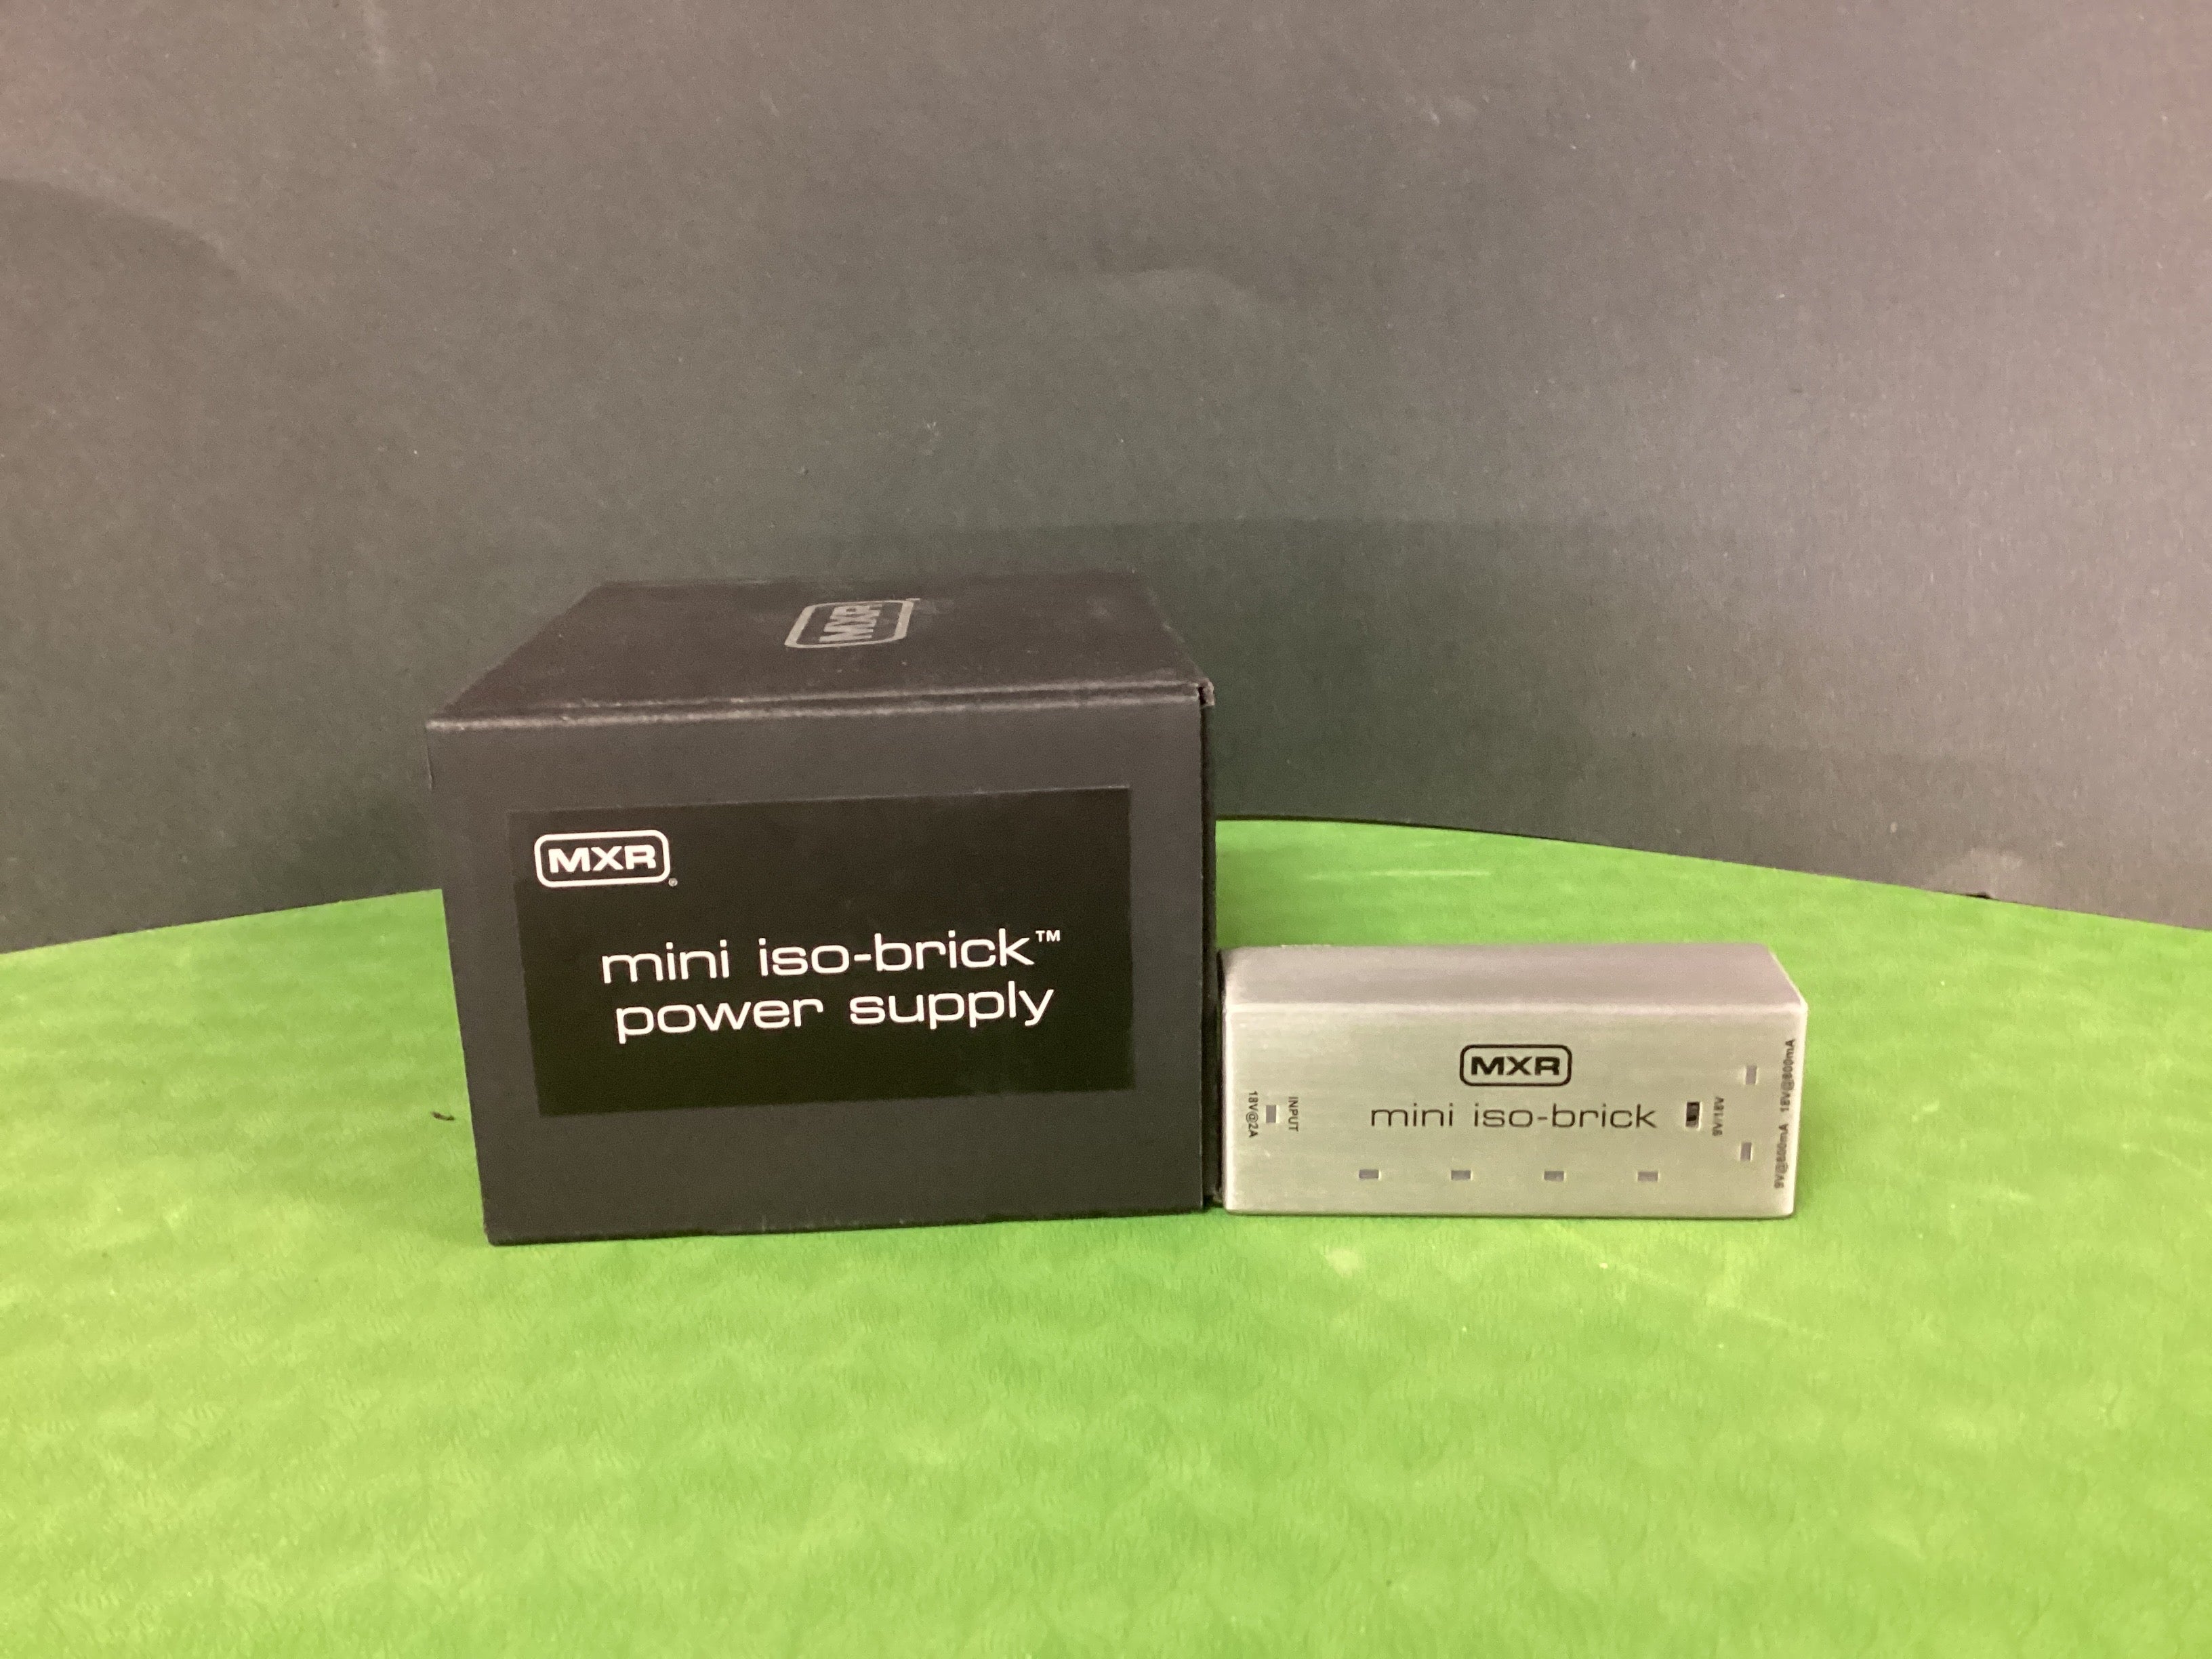 MXR
MXR®
mini iso-brick™
power supply
MXR
mini iso-brick
18V@2A
INPUT
9V/18V
18V@800mA
9V@800mA